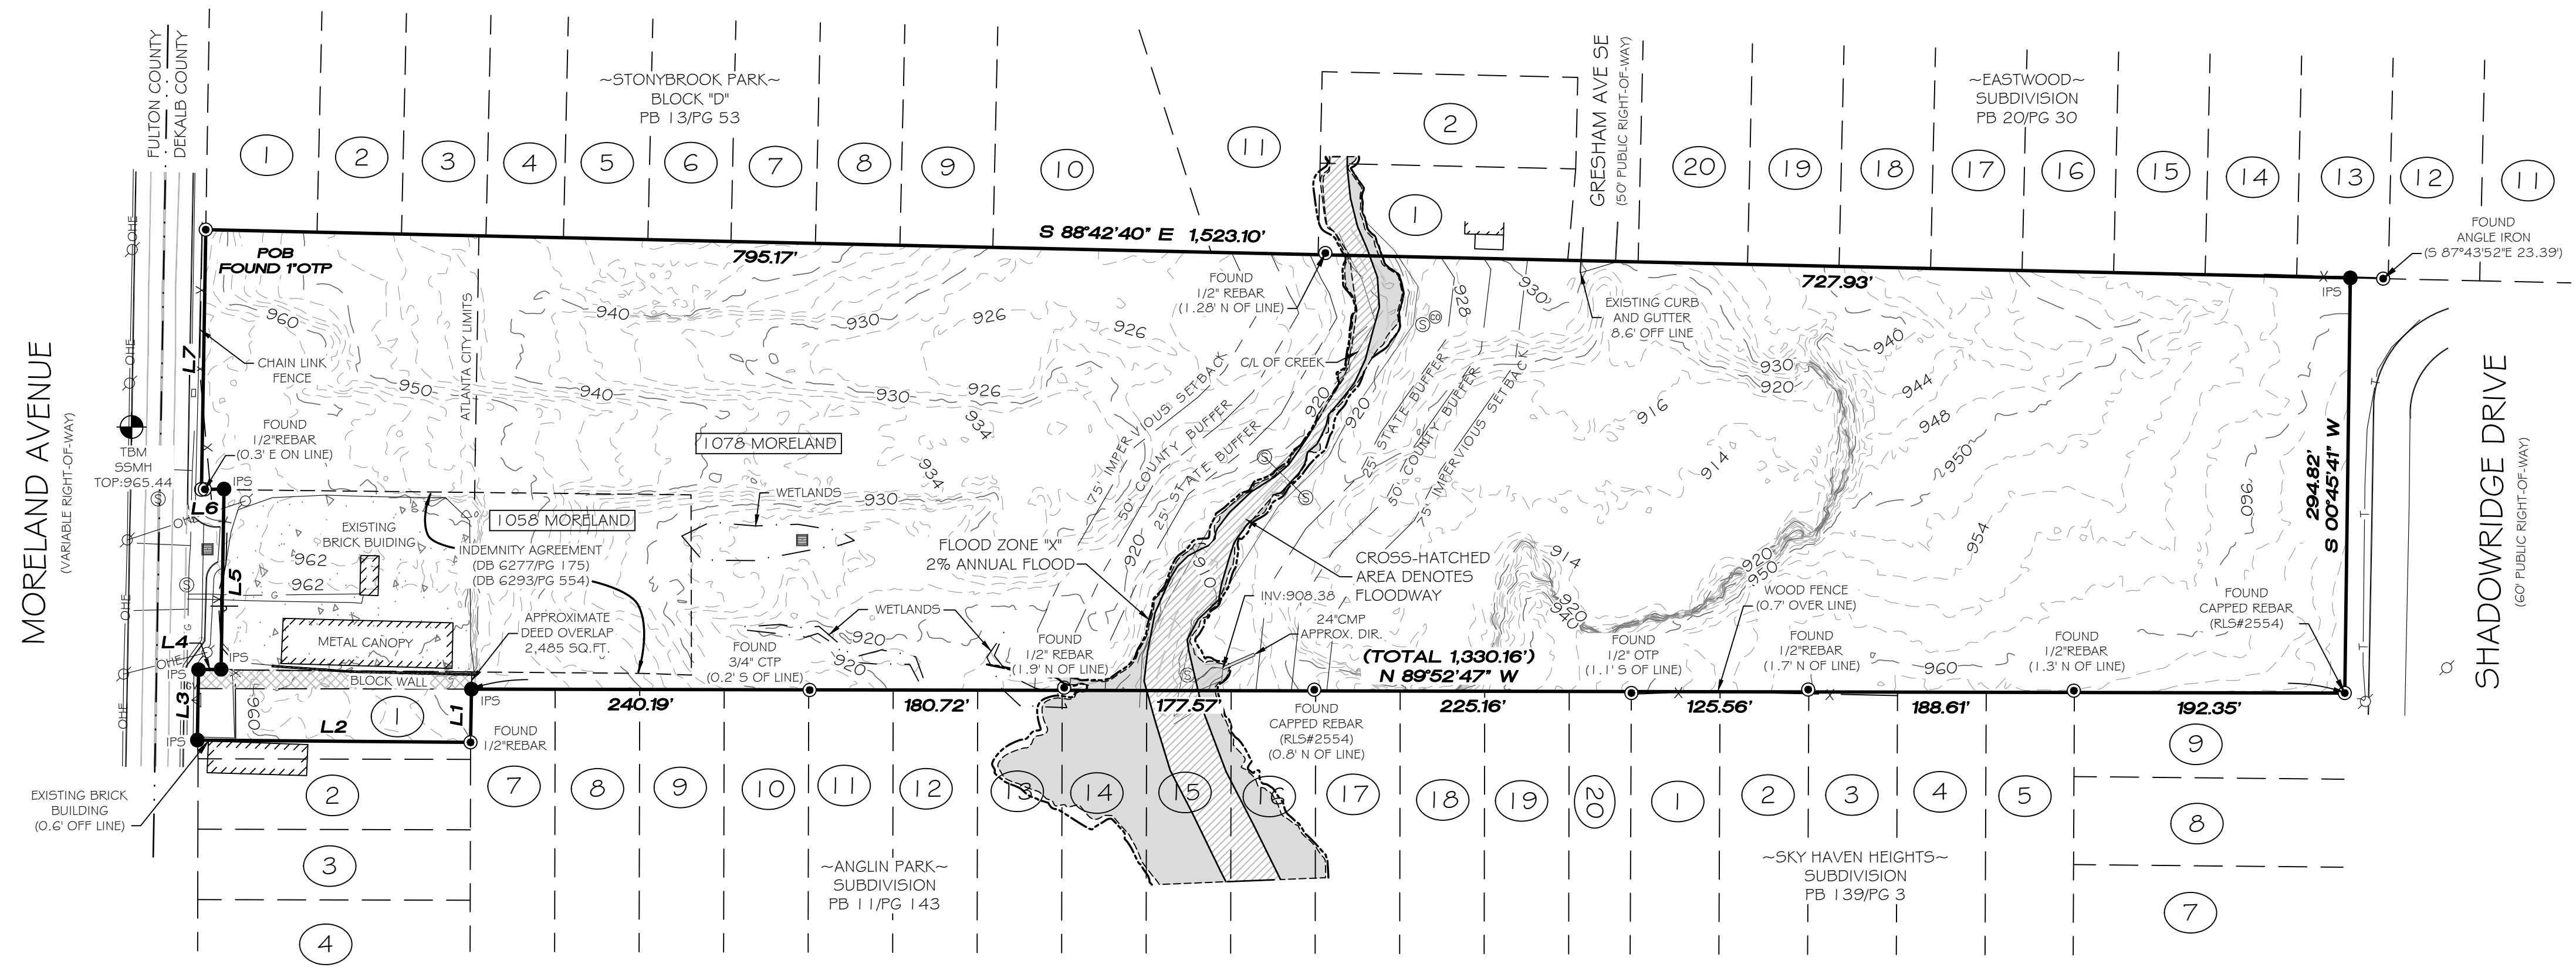 FULTON COUNTY
DEKALB COUNTY
~STONYBROOK PARK~
BLOCK "D"
PB 13/PG 53
1
2
3
4
5
6
7
8
9
10
11
2
1
GRESHAM AVE SE
(50' PUBLIC RIGHT-OF-WAY)
~EASTWOOD~
SUBDIVISION
PB 20/PG 30
20
19
18
17
16
15
14
13
12
11
FOUND
ANGLE IRON
(S 87°43'52"E 23.39')
OHE
POB
FOUND 1"OTP
795.17'
S 88°42'40" E 1,523.10'
727.93'
IPS
X
FOUND
1/2" REBAR
(1.28' N OF LINE)
EXISTING CURB
AND GUTTER
8.6' OFF LINE
960
940
930
926
926
928
930
S
CO
L7
CHAIN LINK
FENCE
ATLANTA CITY LIMITS
950
940
930
926
934
C/L OF CREEK
920
920
930
920
940
944
948
950
916
914
MORELAND AVENUE
(VARIABLE RIGHT-OF-WAY)
OHE
TBM
SSMH
TOP:965.44
S
FOUND
1/2"REBAR
(0.3' E ON LINE)
IPS
1078 MORELAND
934
930
75' IMPERVIOUS SETBACK
50' COUNTY BUFFER
25' STATE BUFFER
25' STATE BUFFER
50' COUNTY BUFFER
75' IMPERVIOUS SETBACK
S
S
294.82'
S 00°45'41" W
960
954
SHADOWRIDGE DRIVE
(60' PUBLIC RIGHT-OF-WAY)
T
T
T
L6
OHE
EXISTING
BRICK BUIDING
1058 MORELAND
WETLANDS
INDEMNITY AGREEMENT
(DB 6277/PG 175)
(DB 6293/PG 554)
962
962
G
L5
S
FLOOD ZONE "X"
2% ANNUAL FLOOD
920
910
CROSS-HATCHED
AREA DENOTES
FLOODWAY
914
920
950
920
940
WOOD FENCE
(0.7' OVER LINE)
INV:908.38
24"CMP
APPROX. DIR.
OHE
L4
OHE
IPS
IPS
METAL CANOPY
APPROXIMATE
DEED OVERLAP
2,485 SQ.FT.
WETLANDS
920
920
FOUND
3/4" CTP
(0.2' S OF LINE)
FOUND
1/2" REBAR
(1.9' N OF LINE)
S
(TOTAL 1,330.16')
N 89°52'47" W
FOUND
1/2" OTP
(1.1' S OF LINE)
FOUND
1/2"REBAR
(1.7' N OF LINE)
960
FOUND
1/2"REBAR
(1.3' N OF LINE)
FOUND
CAPPED REBAR
(RLS#2554)
BLOCK WALL
L3
OHE
960
1
L2
L1
IPS
IPS
FOUND
1/2"REBAR
240.19'
180.72'
177.57'
FOUND
CAPPED REBAR
(RLS#2554)
(0.8' N OF LINE)
225.16'
125.56'
188.61'
192.35'
X
X
EXISTING BRICK
BUILDING
(0.6' OFF LINE)
2
3
4
7
8
9
10
11
12
13
14
15
16
17
18
19
20
1
2
3
4
5
9
8
7
~ANGLIN PARK~
SUBDIVISION
PB 11/PG 143
~SKY HAVEN HEIGHTS~
SUBDIVISION
PB 139/PG 3